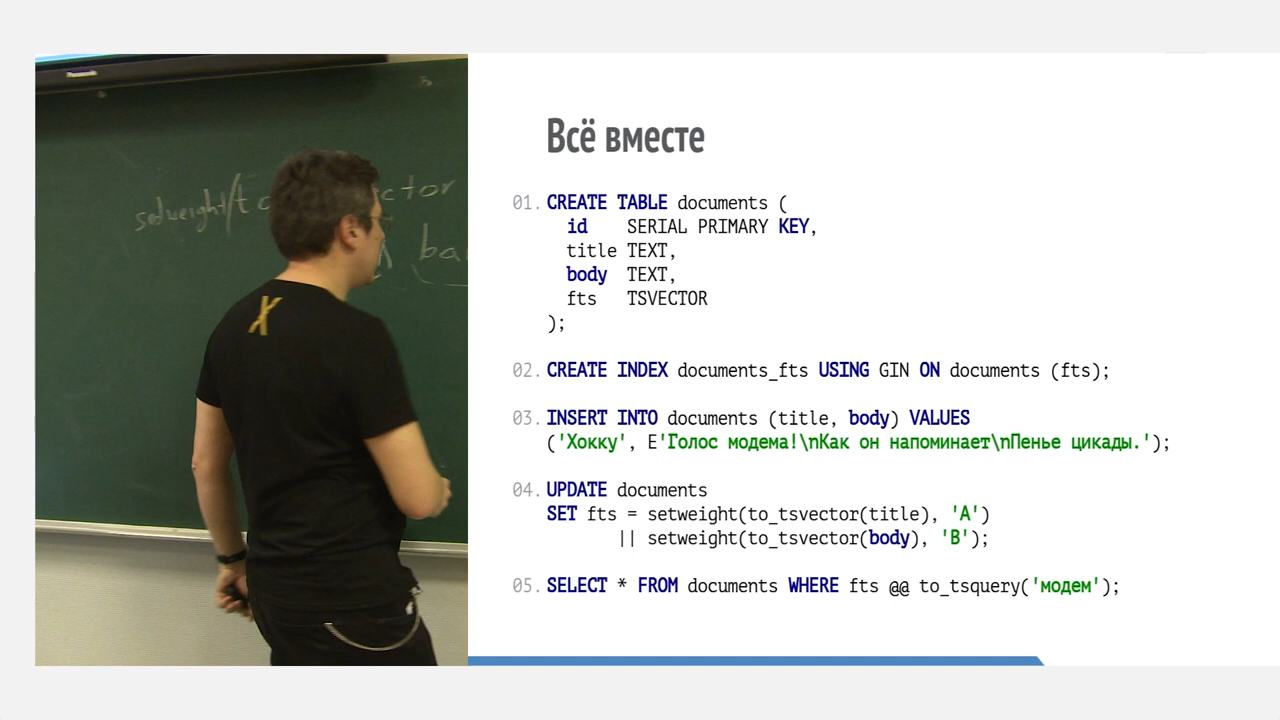 Panasonic
setweight/t ctor
Всё вместе
01. CREATE TABLE documents (
id SERIAL PRIMARY KEY,
title TEXT,
body TEXT,
fts TSVECTOR
);
02. CREATE INDEX documents_fts USING GIN ON documents (fts);
03. INSERT INTO documents (title, body) VALUES
('Хокку', E'Голос модема!\nКак он напоминает\nПенье цикады.');
04. UPDATE documents
SET fts = setweight(to_tsvector(title), 'A')
|| setweight(to_tsvector(body), 'B');
05. SELECT * FROM documents WHERE fts @@ to_tsquery('модем');